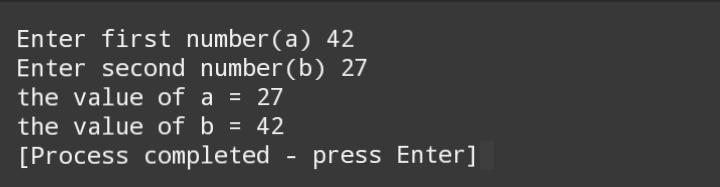 Enter first number(a) 42
Enter second number(b) 27
the value of a = 27
the value of b = 42
[Process completed - press Enter]